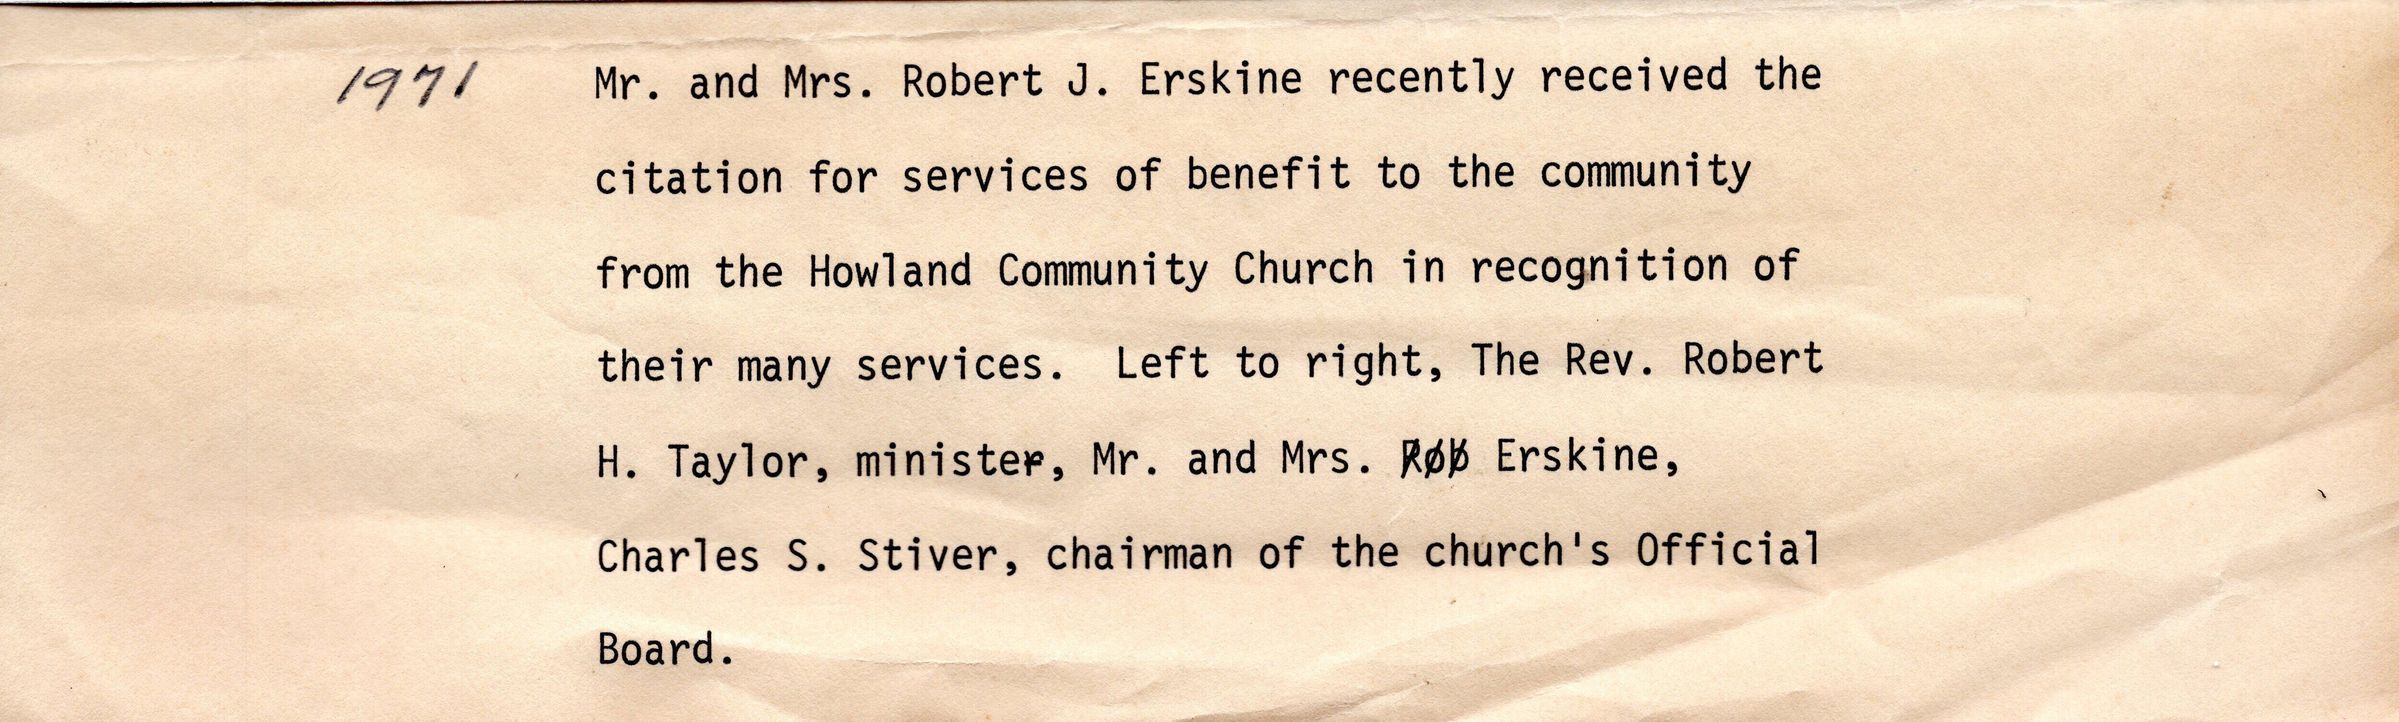 1971 Mr. and Mrs. Robert J. Erskine recently received the
citation for services of benefit to the community
from the Howland Community Church in recognition of
their many services.  Left to right, The Rev. Robert
H. Taylor, minister, Mr. and Mrs. Rob Erskine,
Charles S. Stiver, chairman of the church's Official
Board.